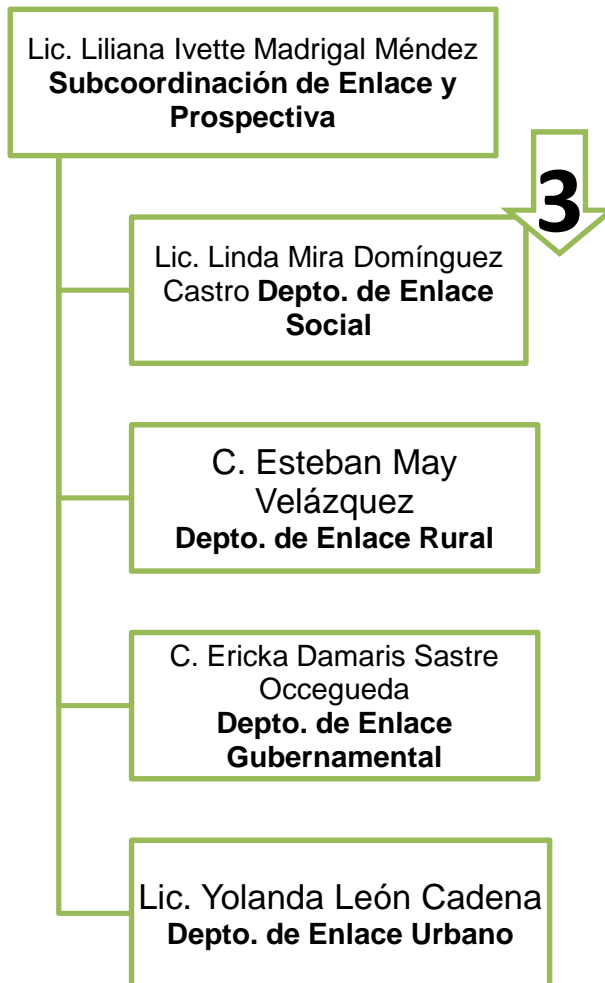 Lic. Liliana Ivette Madrigal Méndez
Subcoordinación de Enlace y
Prospectiva
3
Lic. Linda Mira Domínguez
Castro Depto. de Enlace
Social
C. Esteban May
Velázquez
Depto. de Enlace Rural
C. Ericka Damaris Sastre
Occegueda
Depto. de Enlace
Gubernamental
Lic. Yolanda León Cadena
Depto. de Enlace Urbano